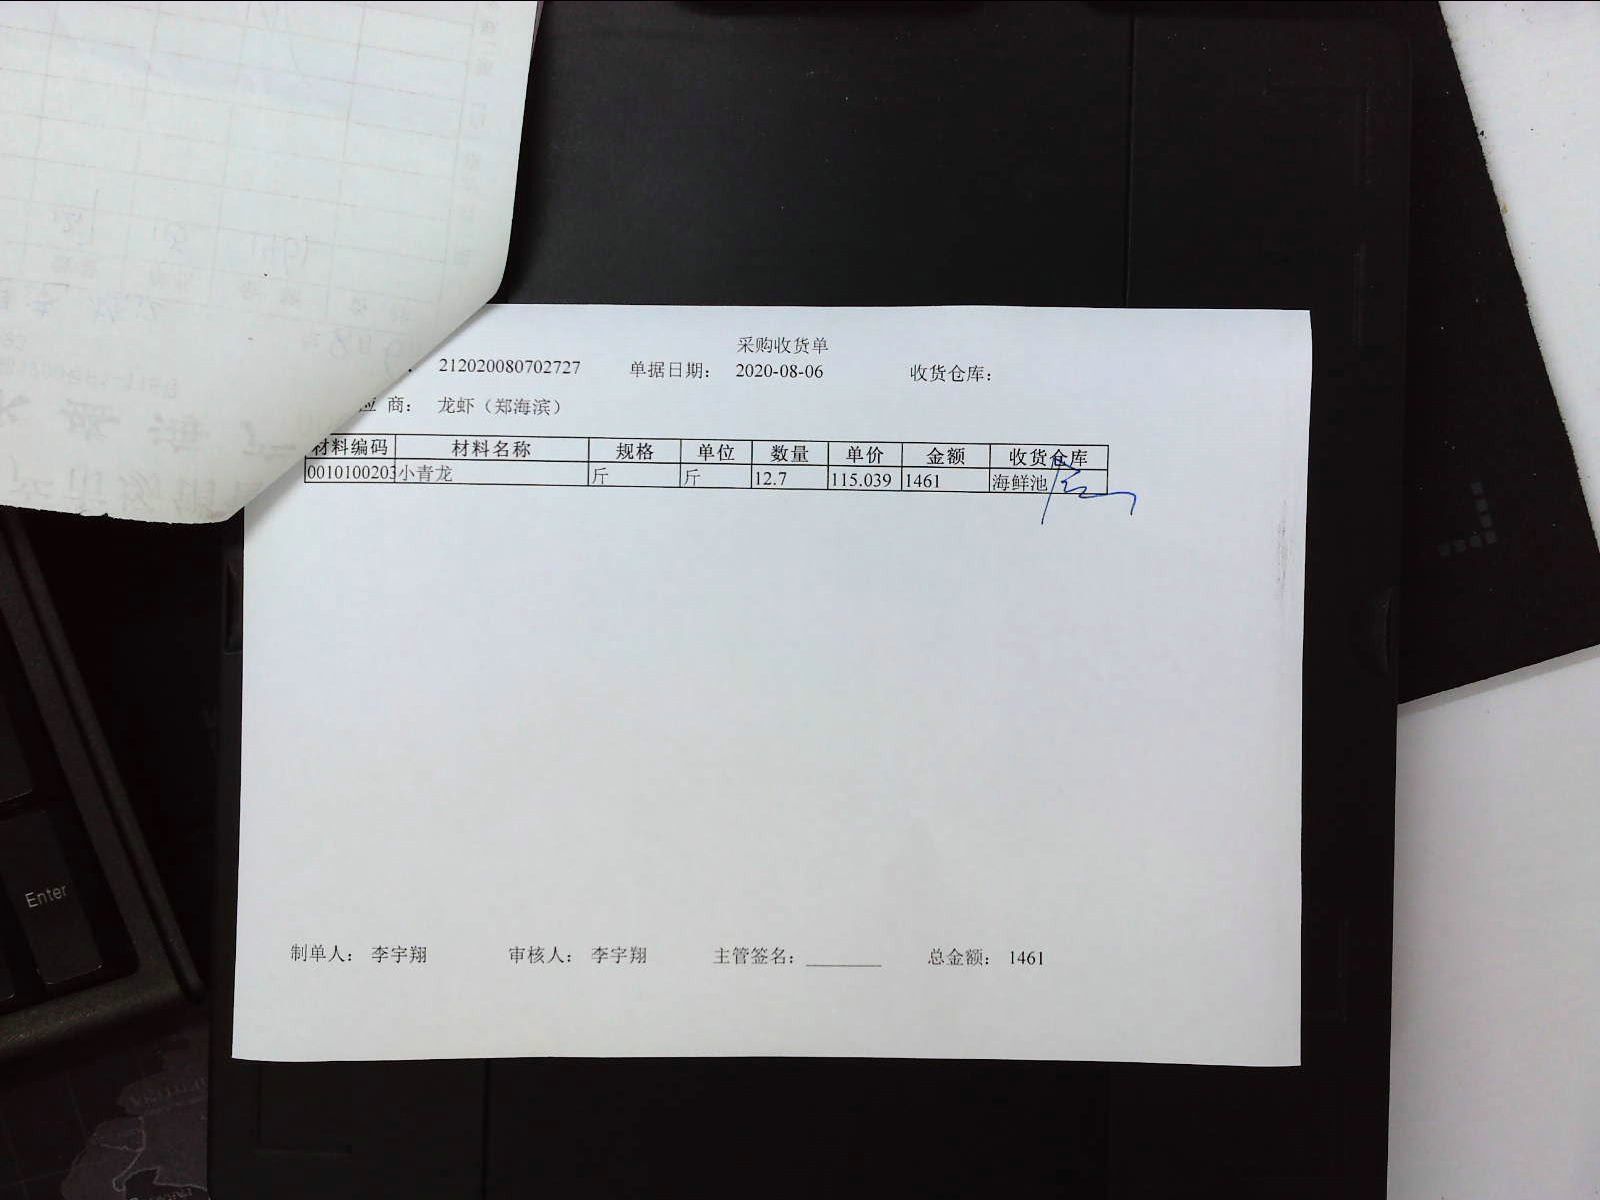 采购收货单
212020080702727 单据日期： 2020-08-06 收货仓库：
应 商： 龙虾（郑海滨）
材料编码 材料名称 规格 单位 数量 单价 金额 收货仓库
0010100203 小青龙 斤 斤 12.7 115.039 1461 海鲜池
制单人： 李宇翔 审核人： 李宇翔 主管签名：________ 总金额： 1461
Enter